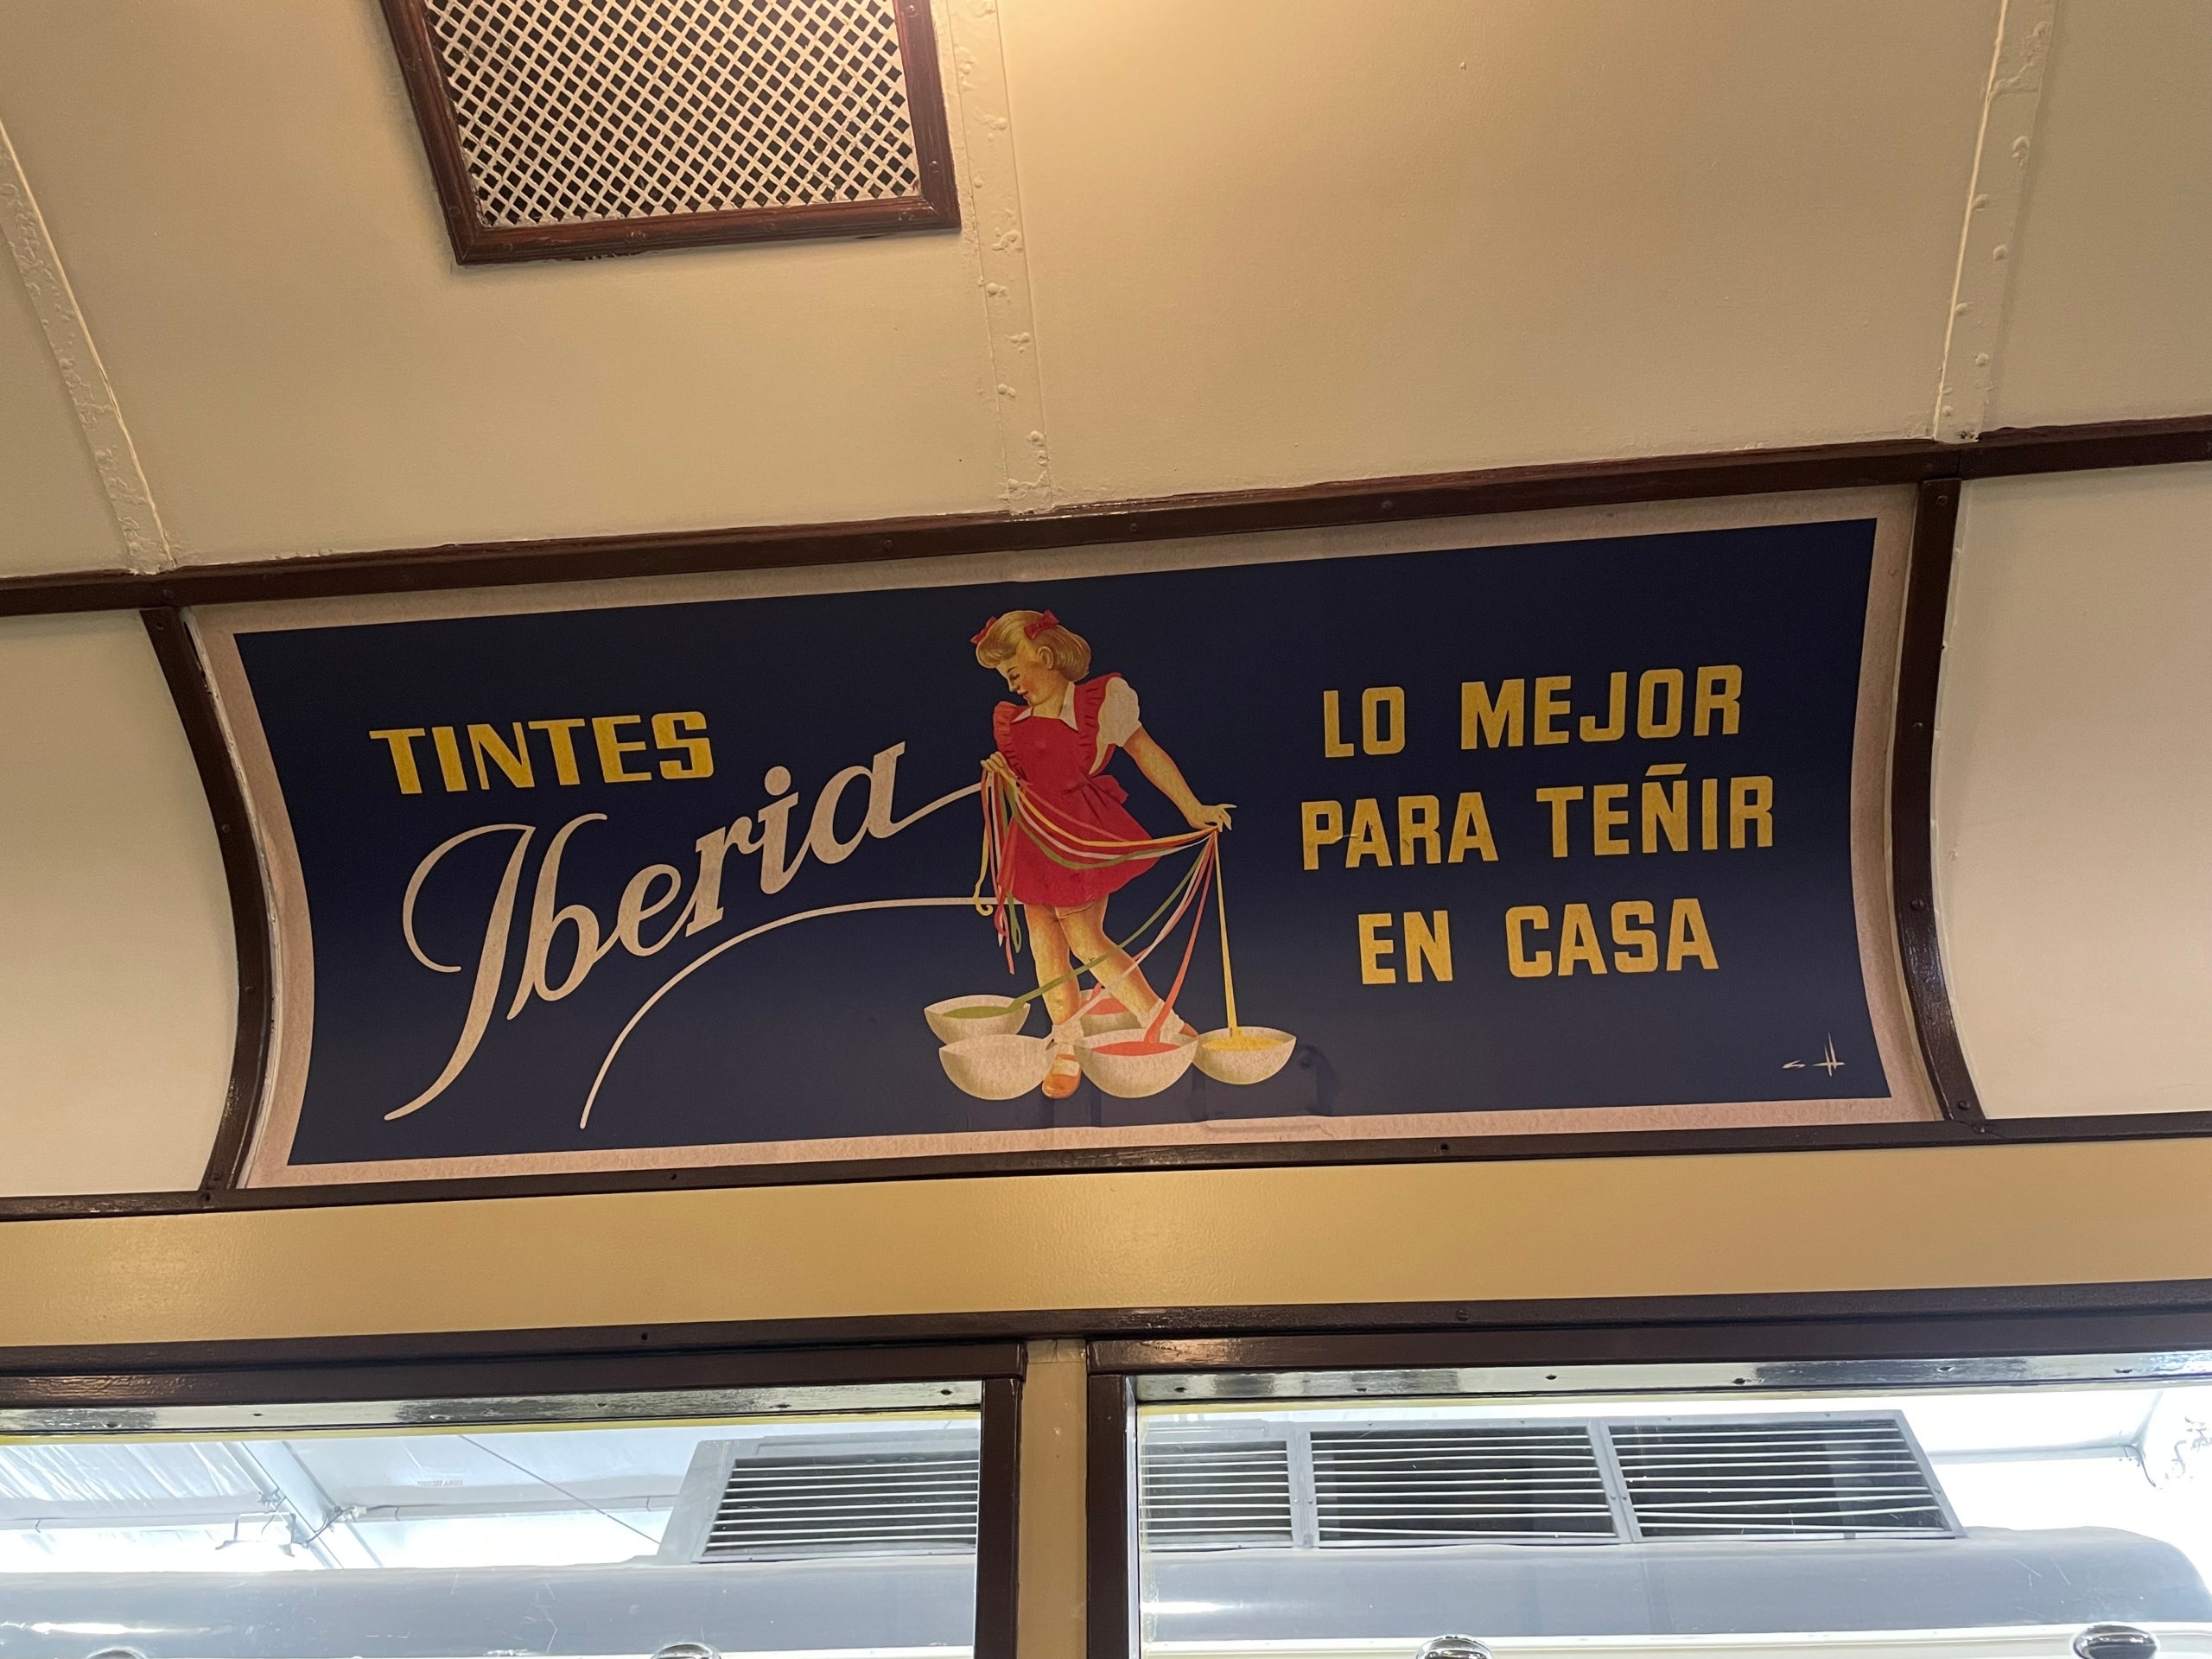 TINTES
Iberia
LO MEJOR
PARA TEÑIR
EN CASA